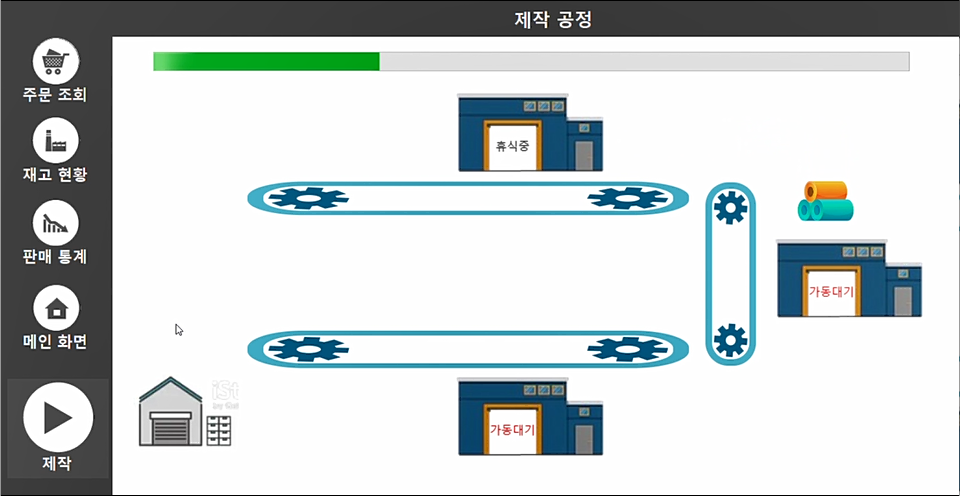 제작 공정
주문 조회
재고 현황
판매 통계
메인 화면
제작
휴식중
가동대기
가동대기
iSt